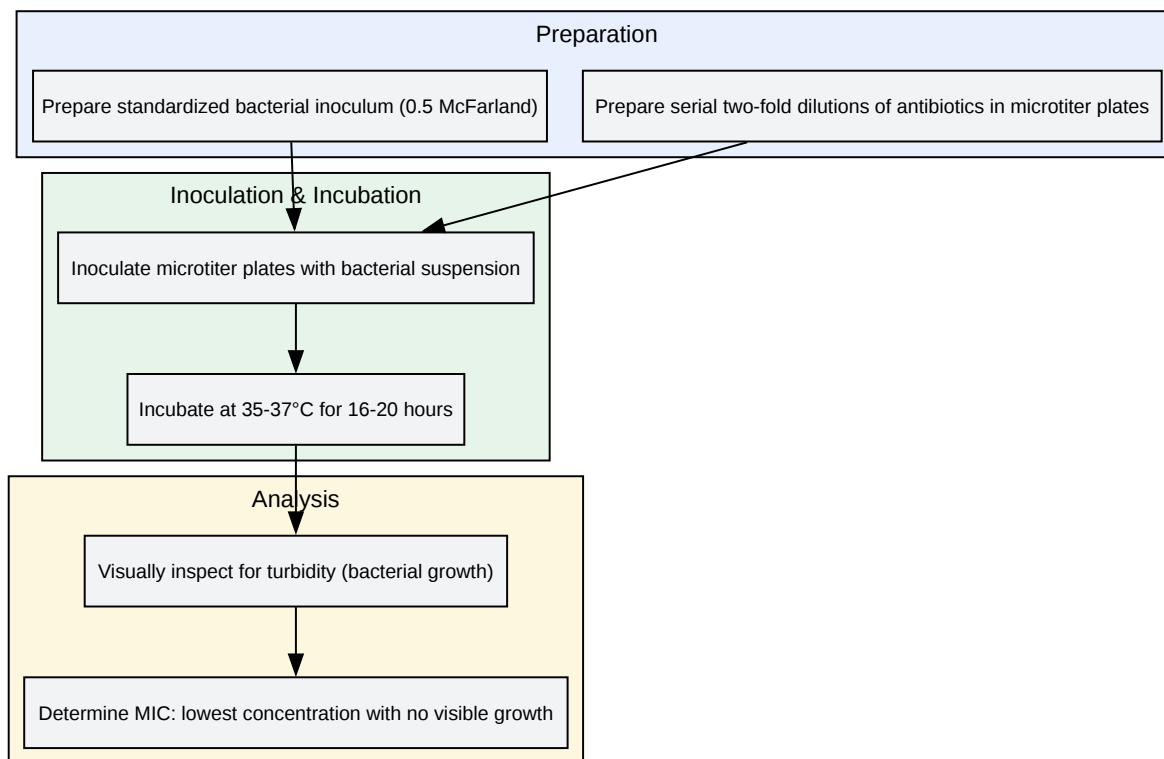 Preparation
Prepare standardized bacterial inoculum (0.5 McFarland)
Prepare serial two-fold dilutions of antibiotics in microtiter plates
Inoculation & Incubation
Inoculate microtiter plates with bacterial suspension
Incubate at 35-37°C for 16-20 hours
Analysis
Visually inspect for turbidity (bacterial growth)
Determine MIC: lowest concentration with no visible growth